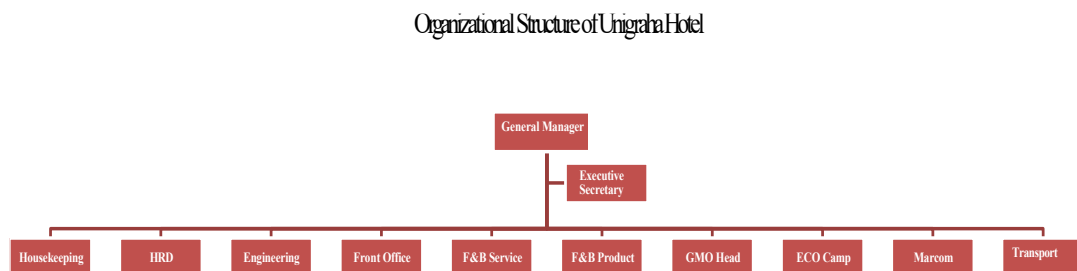 Organizational Structure of Unigraha Hotel
General Manager
Executive
Secretary
Housekeeping
HRD
Engineering
Front Office
F&B Service
F&B Product
GMO Head
ECO Camp
Marcom
Transport